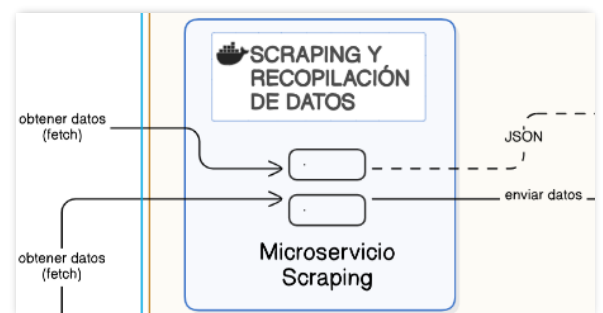 SCRAPING Y
RECOPILACIÓN
DE DATOS
obtener datos
(fetch)
JSON
enviar datos
obtener datos
(fetch)
Microservicio
Scraping